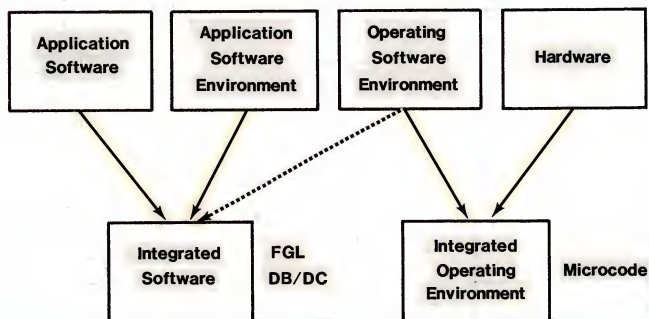 Application
Software
Application
Software
Environment
Operating
Software
Environment
Hardware
Integrated
Software
FGL
DB/DC
Integrated
Operating
Environment
Microcode